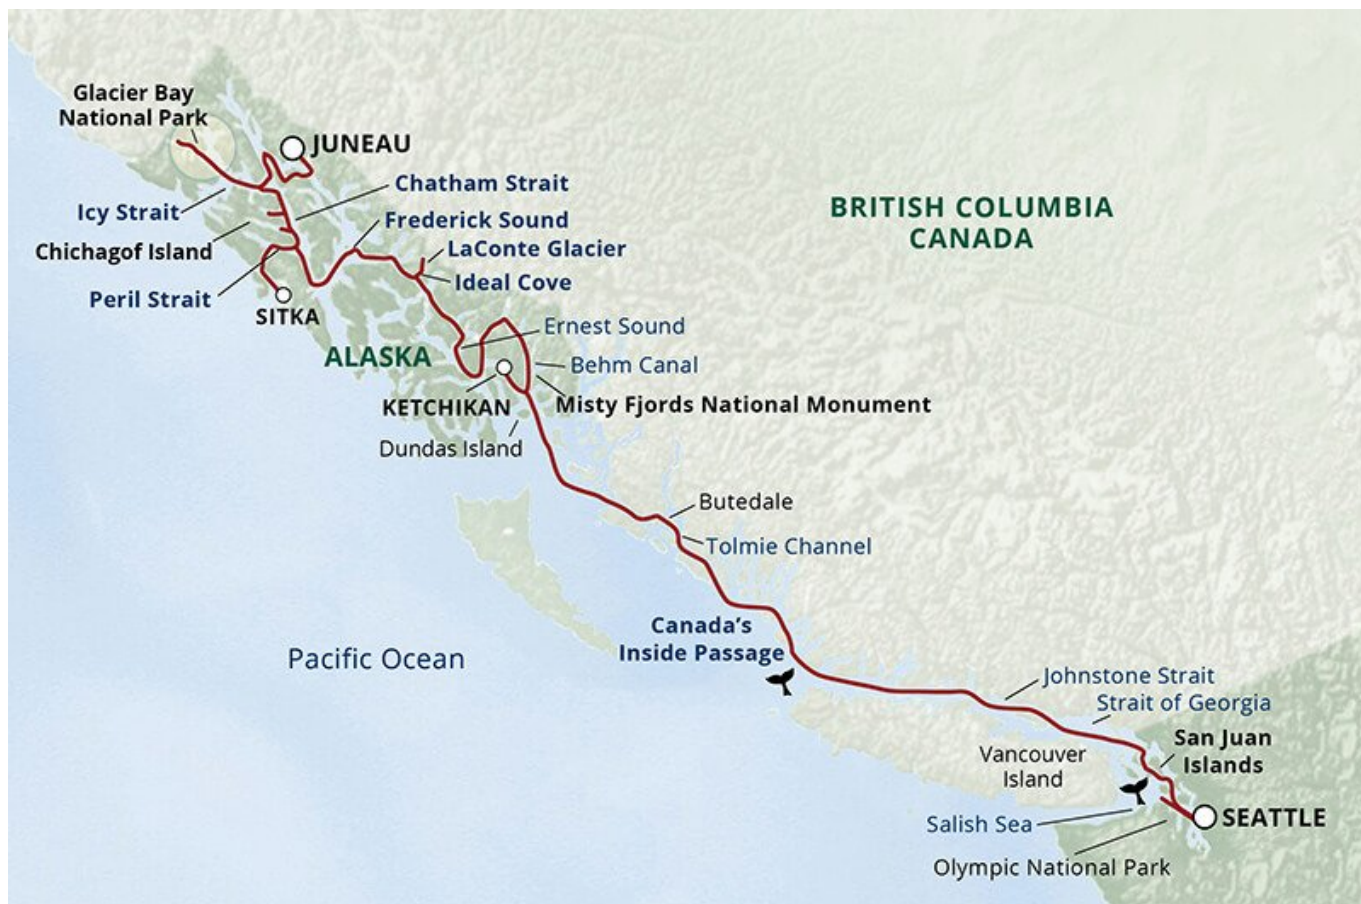 Glacier Bay
National Park
JUNEAU
Chatham Strait
Icy Strait
Frederick Sound
Chichagof Island
LaConte Glacier
Ideal Cove
Peril Strait
SITKA
Ernest Sound
ALASKA
Behm Canal
KETCHIKAN
Misty Fjords National Monument
Dundas Island
BRITISH COLUMBIA
CANADA
Butedale
Tolmie Channel
Canada’s
Inside Passage
Pacific Ocean
Johnstone Strait
Strait of Georgia
San Juan
Islands
Vancouver
Island
SEATTLE
Salish Sea
Olympic National Park